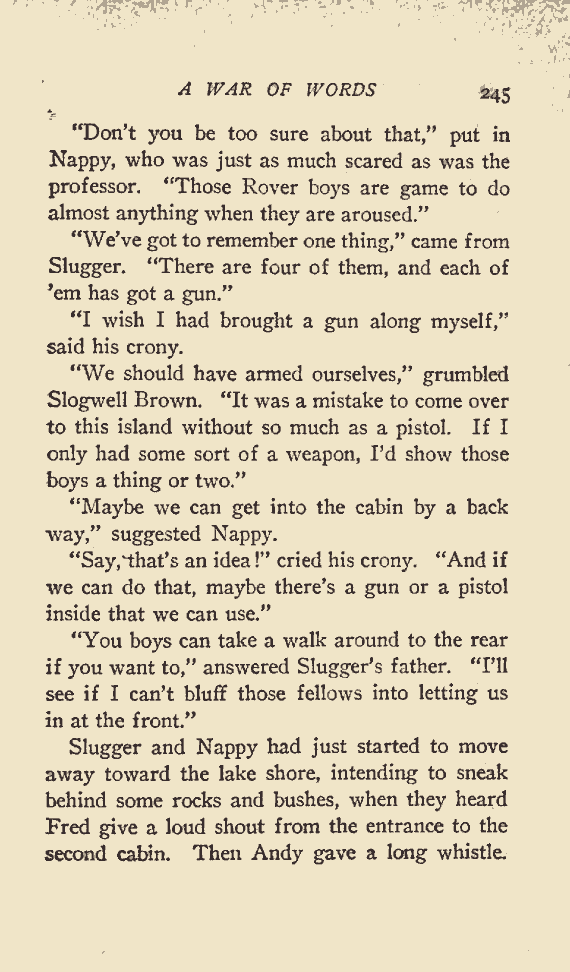 A WAR OF WORDS 245
“Don’t you be too sure about that,” put in
Nappy, who was just as much scared as was the
professor. “Those Rover boys are game to do
almost anything when they are aroused.”
“We’ve got to remember one thing,” came from
Slugger. “There are four of them, and each of
’em has got a gun.”
“I wish I had brought a gun along myself,”
said his crony.
“We should have armed ourselves,” grumbled
Slogwell Brown. “It was a mistake to come over
to this island without so much as a pistol. If I
only had some sort of a weapon, I’d show those
boys a thing or two.”
“Maybe we can get into the cabin by a back
way,” suggested Nappy.
“Say, that’s an idea!” cried his crony. “And if
we can do that, maybe there’s a gun or a pistol
inside that we can use.”
“You boys can take a walk around to the rear
if you want to,” answered Slugger’s father. “I’ll
see if I can’t bluff those fellows into letting us
in at the front.”
Slugger and Nappy had just started to move
away toward the lake shore, intending to sneak
behind some rocks and bushes, when they heard
Fred give a loud shout from the entrance to the
second cabin. Then Andy gave a long whistle.